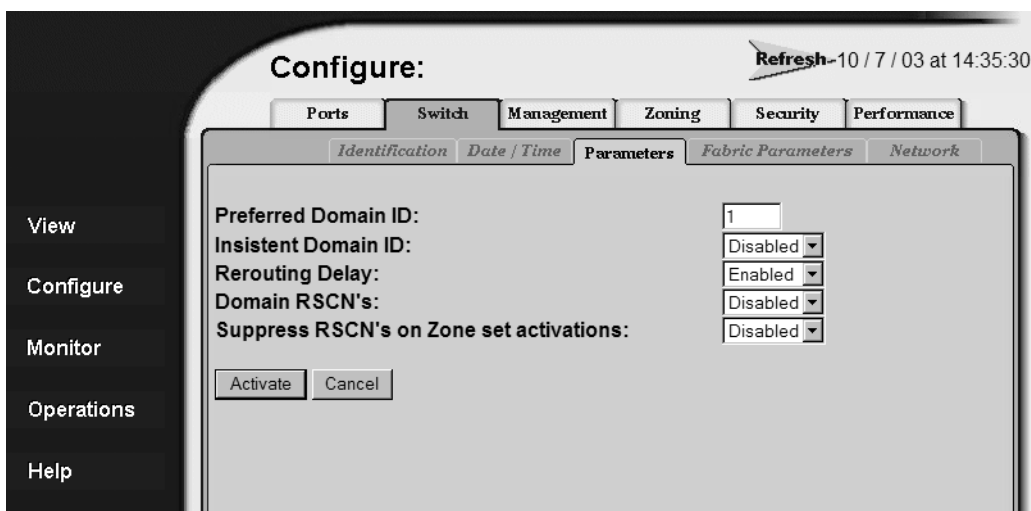 Configure:
Refresh-10 / 7 / 03 at 14:35:30
Ports Switch Management Zoning Security Performance
Identification Date / Time Parameters Fabric Parameters Network
View
Configure
Monitor
Operations
Help
Preferred Domain ID: 1
Insistent Domain ID: Disabled
Rerouting Delay: Enabled
Domain RSCN's: Disabled
Suppress RSCN's on Zone set activations: Disabled
Activate Cancel